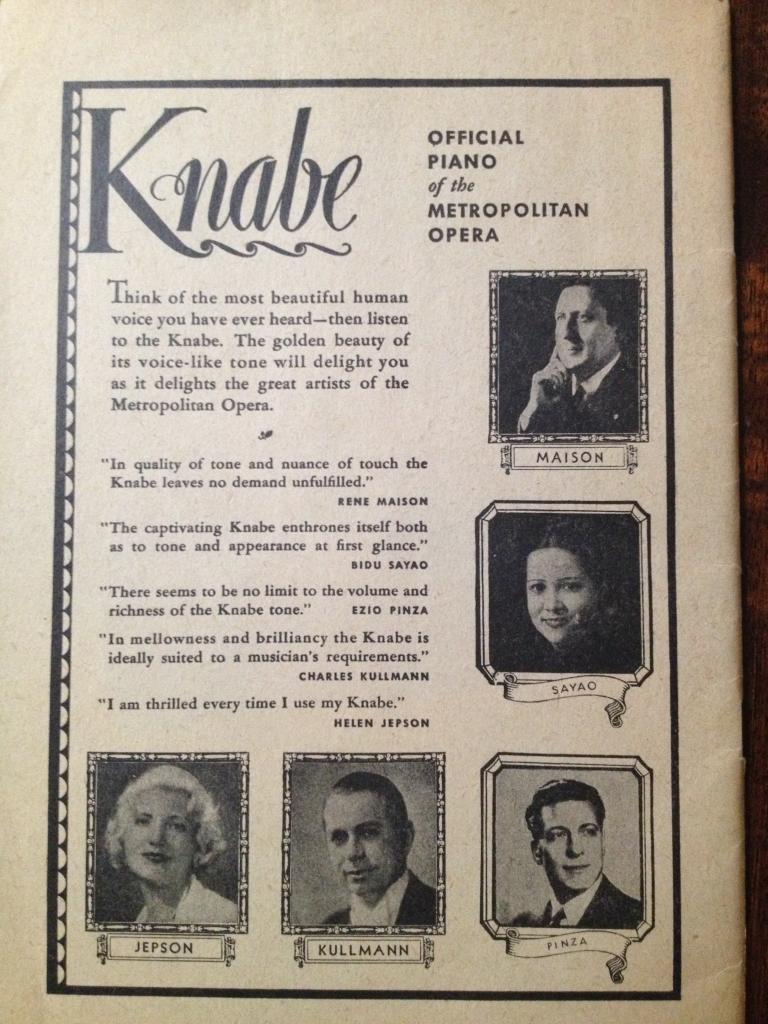 Knabe
OFFICIAL
PIANO
of the
METROPOLITAN
OPERA
Think of the most beautiful human
voice you have ever heard—then listen
to the Knabe. The golden beauty of
its voice-like tone will delight you
as it delights the great artists of the
Metropolitan Opera.
"In quality of tone and nuance of touch the
Knabe leaves no demand unfulfilled."
RENE MAISON
"The captivating Knabe enthrones itself both
as to tone and appearance at first glance."
BIDU SAYAO
"There seems to be no limit to the volume and
richness of the Knabe tone." EZIO PINZA
"In mellowness and brilliancy the Knabe is
ideally suited to a musician's requirements."
CHARLES KULLMANN
"I am thrilled every time I use my Knabe."
HELEN JEPSON
MAISON
SAYAO
JEPSON
KULLMANN
PINZA